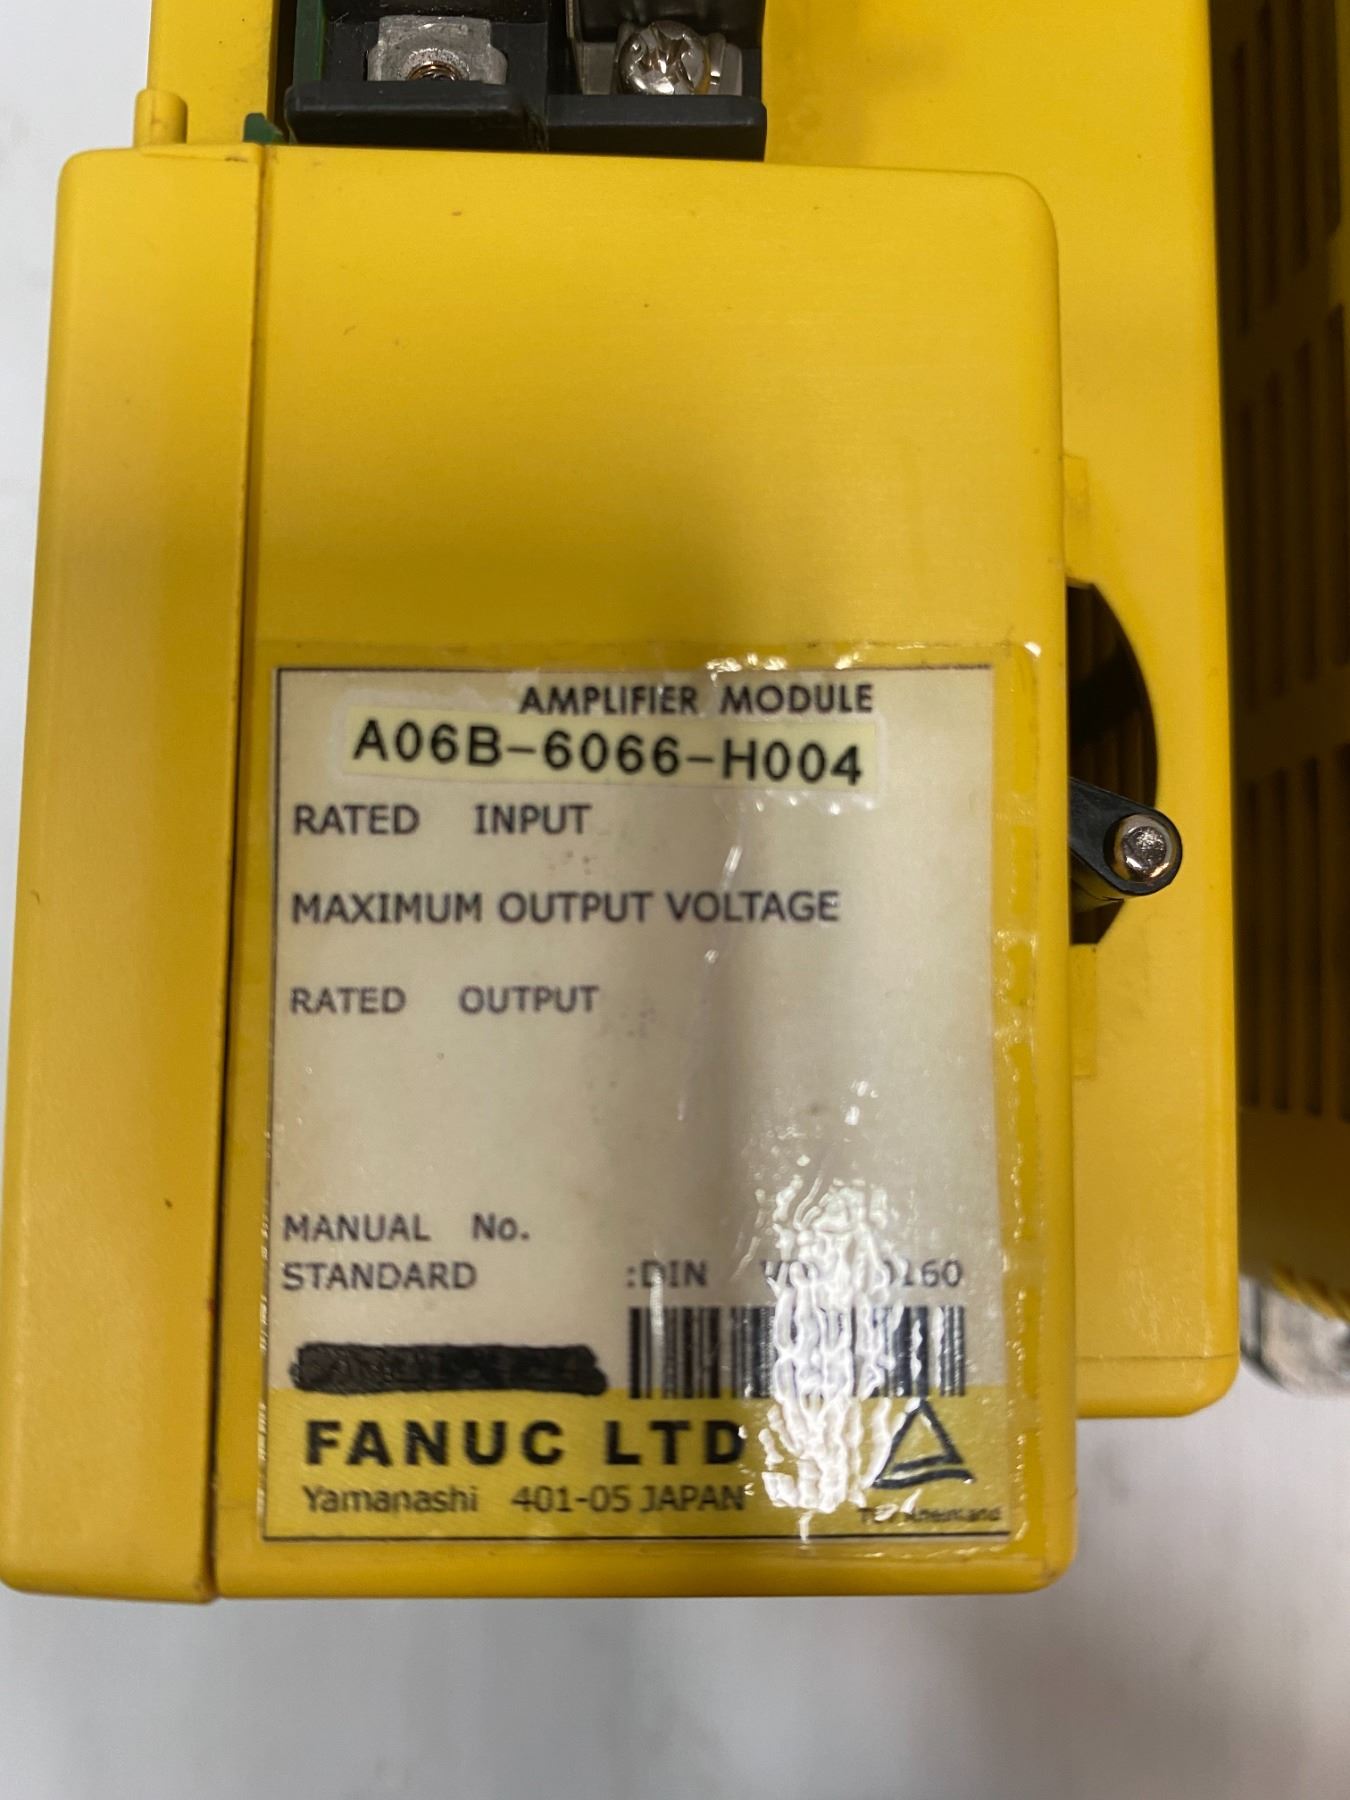 AMPLIFIER MODULE
A06B-6066-H004
RATED INPUT
MAXIMUM OUTPUT VOLTAGE
RATED OUTPUT
MANUAL No.
STANDARD :DIN
FANUC LTD
Yamanashi 401-05 JAPAN
Rheinland